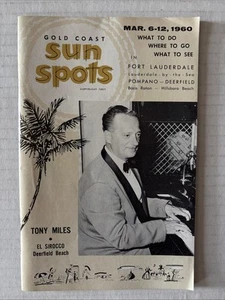 GOLD COAST
sun
spots
MAR. 6-12, 1960
WHAT TO DO
WHERE TO GO
WHAT TO SEE
IN
FORT LAUDERDALE
Lauderdale-by-the Sea
POMPANO - DEERFIELD
Boca Raton - Hillsboro Beach
TONY MILES
EL SIROCCO
Deerfield Beach